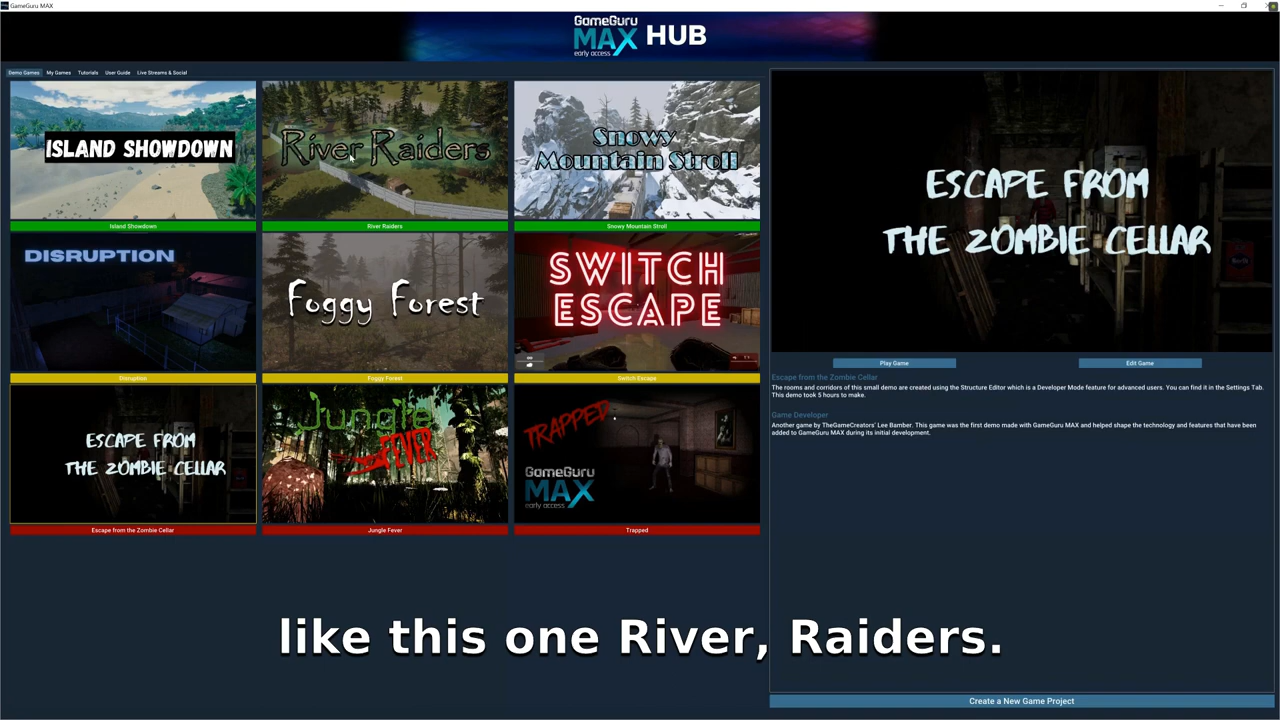 GameGuru MAX
GameGuru
MAX HUB
early access
Demo Games My Games Tutorials User Guide Live Streams & Social
ISLAND SHOWDOWN
River Raiders
Snowy
Mountain Stroll
Island Showdown
River Raiders
Snowy Mountain Stroll
DISRUPTION
Foggy Forest
SWITCH
ESCAPE
Disruption
Foggy Forest
Switch Escape
ESCAPE FROM
THE ZOMBIE CELLAR
Jungle
FEVER
TRAPPED
GameGuru
MAX
early access
Escape from the Zombie Cellar
Jungle Fever
Trapped
ESCAPE FROM
THE ZOMBIE CELLAR
Play Game
Edit Game
Escape from the Zombie Cellar
The rooms and corridors of this small demo are created using the Structure Editor which is a Developer Mode feature for advanced users. You can find it in the Settings Tab.
This demo took 5 hours to make.
Game Developer
Another game by TheGameCreators' Lee Bamber. This game was the first demo made with GameGuru MAX and helped shape the technology and features that have been
added to GameGuru MAX during its initial development.
like this one River, Raiders.
Create a New Game Project